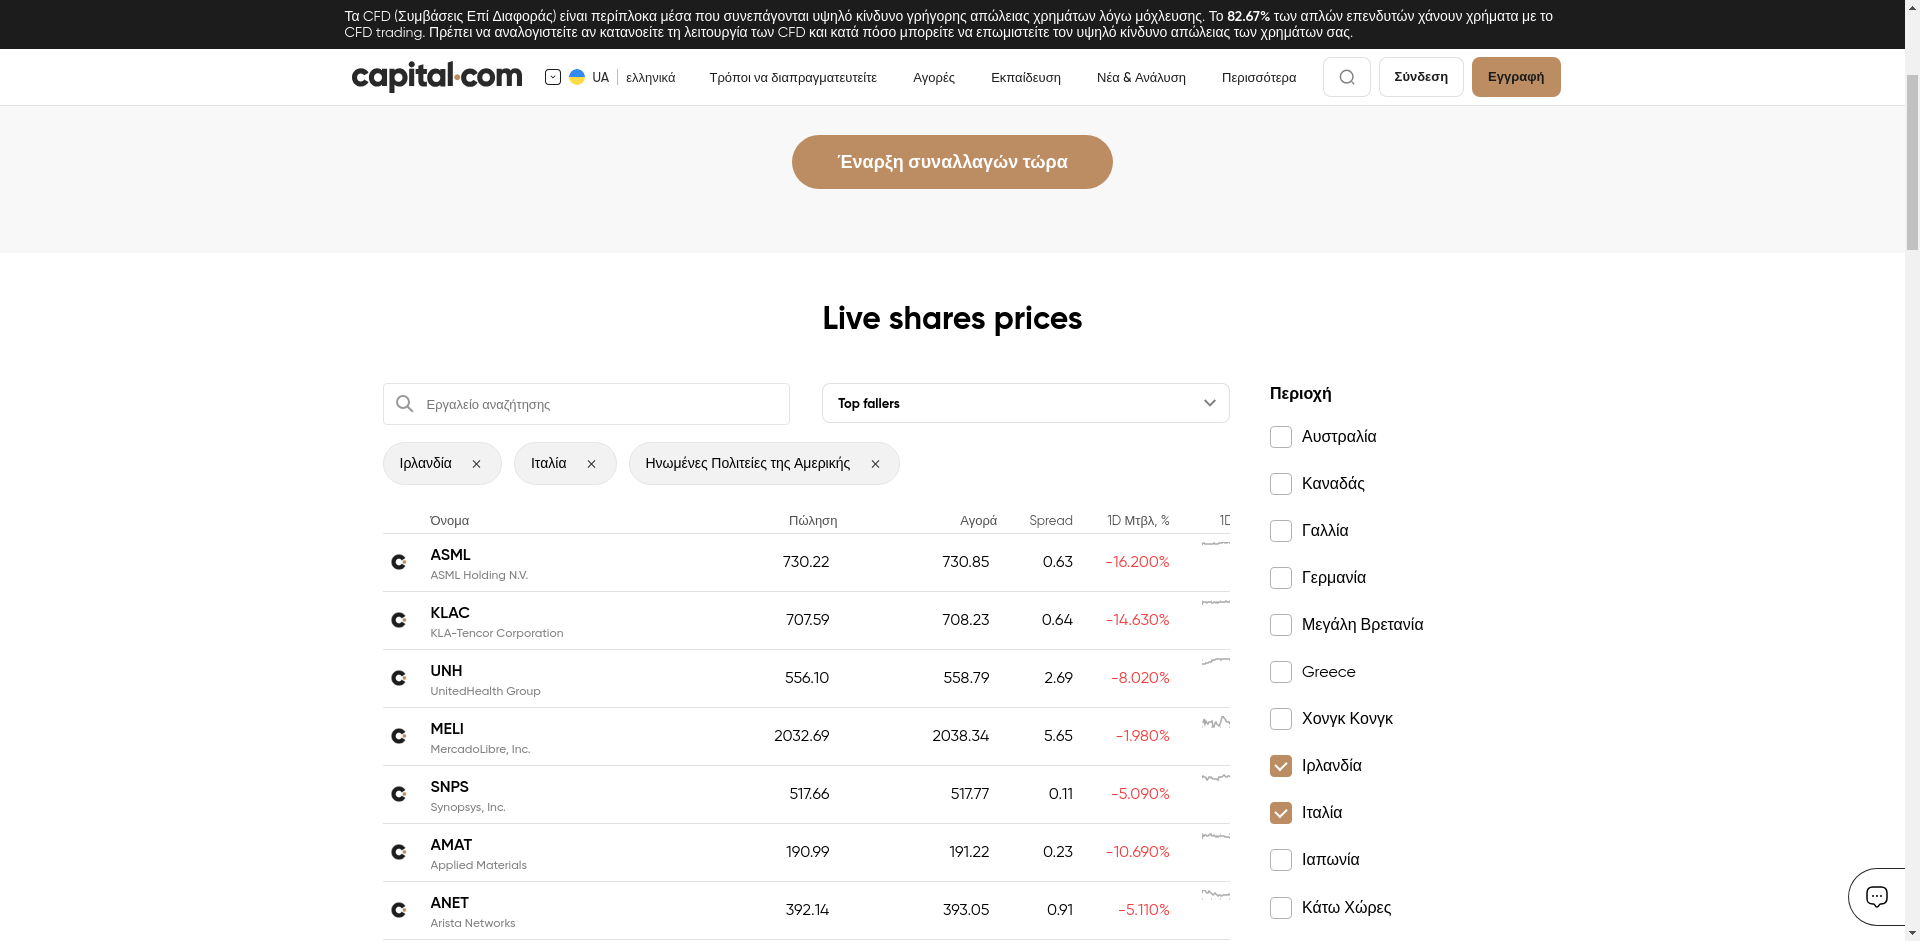 Τα CFD (Συμβάσεις Επί Διαφοράς) είναι περίπλοκα μέσα που συνεπάγονται υψηλό κίνδυνο γρήγορης απώλειας χρημάτων λόγω μόχλευσης. Το 82.67% των απλών επενδυτών χάνουν χρήματα με το
CFD trading. Πρέπει να αναλογιστείτε αν κατανοείτε τη λειτουργία των CFD και κατά πόσο μπορείτε να επωμιστείτε τον υψηλό κίνδυνο απώλειας των χρημάτων σας.
capital.com UA ελληνικά Τρόποι να διαπραγματευτείτε Αγορές Εκπαίδευση Νέα & Ανάλυση Περισσότερα Σύνδεση Εγγραφή
Έναρξη συναλλαγών τώρα
Live shares prices
Εργαλείο αναζήτησης
Top fallers
Ιρλανδία Ιταλία Ηνωμένες Πολιτείες της Αμερικής
Όνομα Πώληση Αγορά Spread 1D Μτβλ, % 1D
ASML 730.22 730.85 0.63 -16.200%
ASML Holding N.V.
KLAC 707.59 708.23 0.64 -14.630%
KLA-Tencor Corporation
UNH 556.10 558.79 2.69 -8.020%
UnitedHealth Group
MELI 2032.69 2038.34 5.65 -1.980%
MercadoLibre, Inc.
SNPS 517.66 517.77 0.11 -5.090%
Synopsys, Inc.
AMAT 190.99 191.22 0.23 -10.690%
Applied Materials
ANET 392.14 393.05 0.91 -5.110%
Arista Networks
Περιοχή
Αυστραλία
Καναδάς
Γαλλία
Γερμανία
Μεγάλη Βρετανία
Greece
Χονγκ Κονγκ
Ιρλανδία
Ιταλία
Ιαπωνία
Κάτω Χώρες